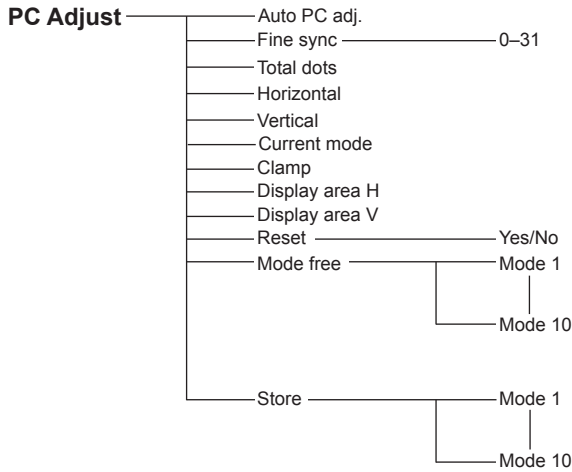 PC Adjust
Auto PC adj.
Fine sync 0–31
Total dots
Horizontal
Vertical
Current mode
Clamp
Display area H
Display area V
Reset Yes/No
Mode free Mode 1
Mode 10
Store Mode 1
Mode 10